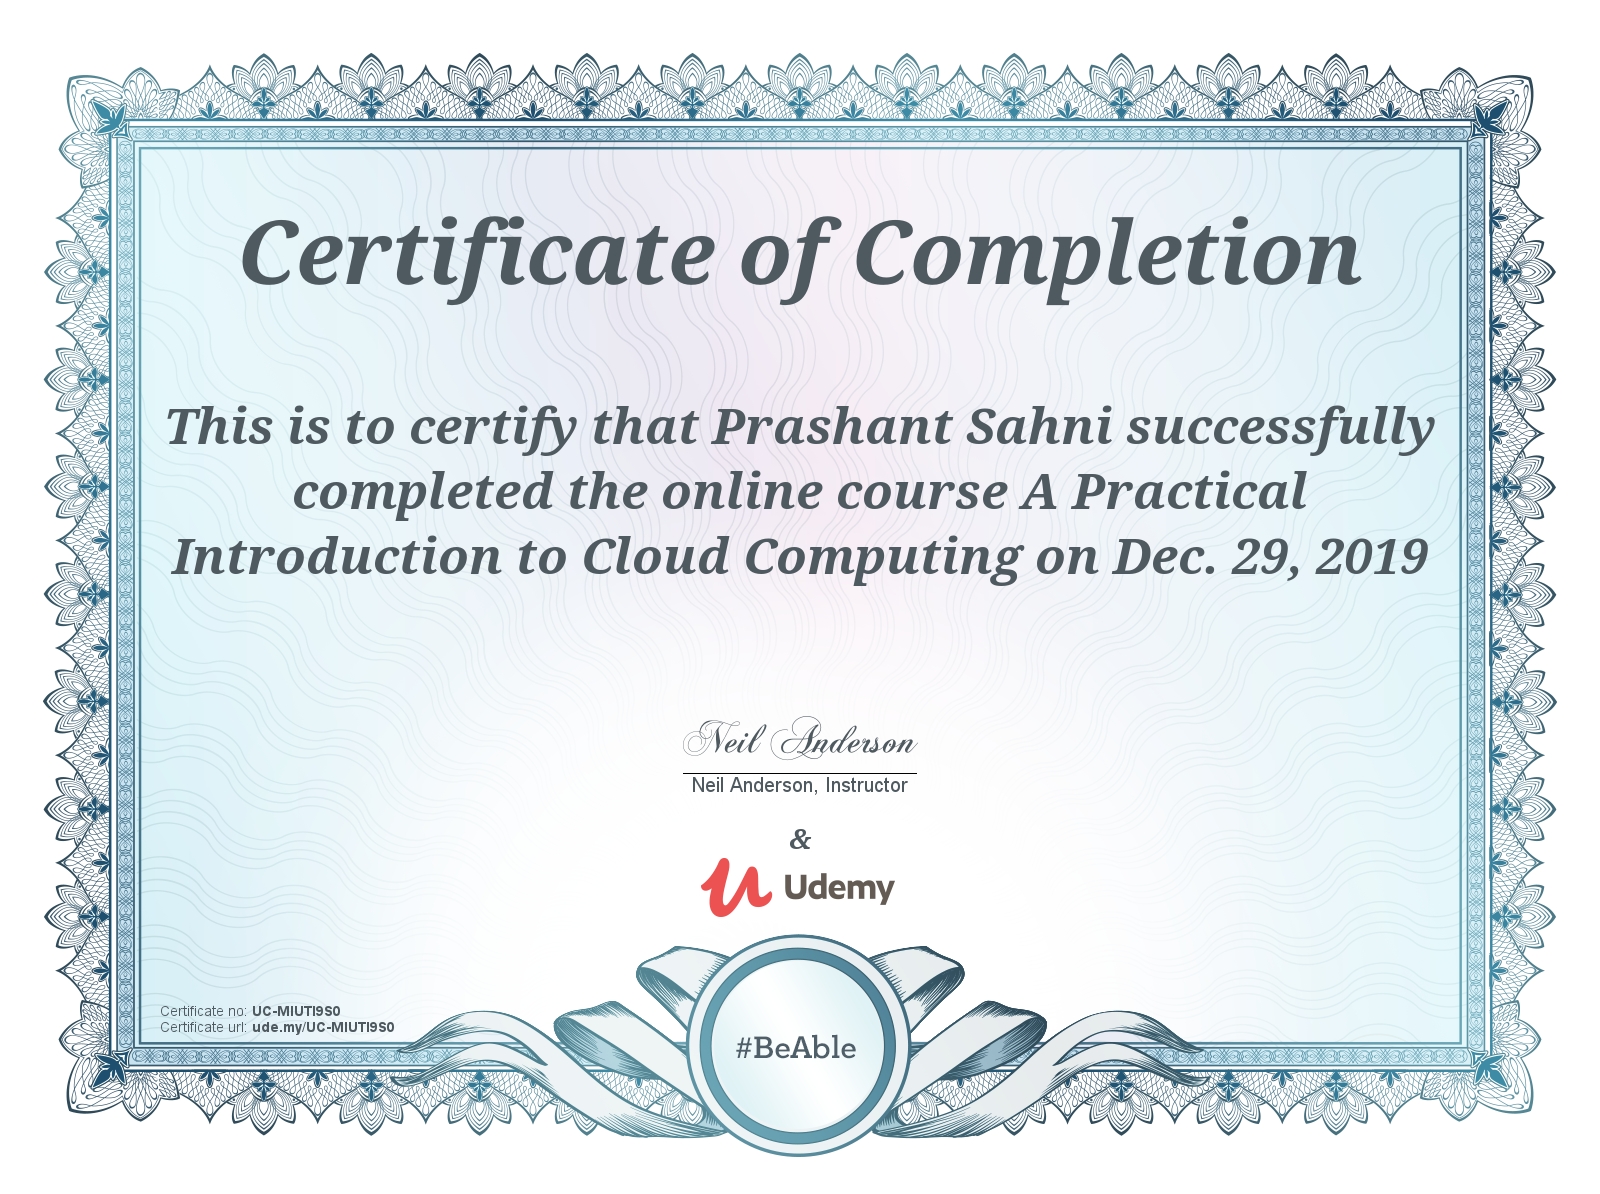 Certificate of Completion
This is to certify that Prashant Sahni successfully
completed the online course A Practical
Introduction to Cloud Computing on Dec. 29, 2019
Neil Anderson
Neil Anderson, Instructor
&
Udemy
Certificate no: UC-MIUTI9S0
Certificate url: ude.my/UC-MIUTI9S0
#BeAble